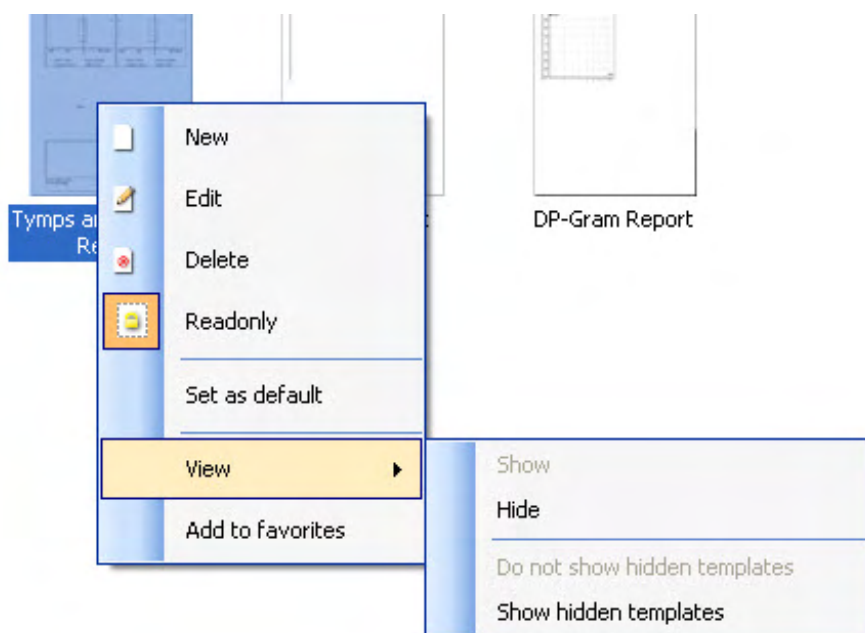 New
Edit
Tymps a
Re
DP-Gram Report
Delete
Readonly
Set as default
View
Show
Hide
Add to favorites
Do not show hidden templates
Show hidden templates